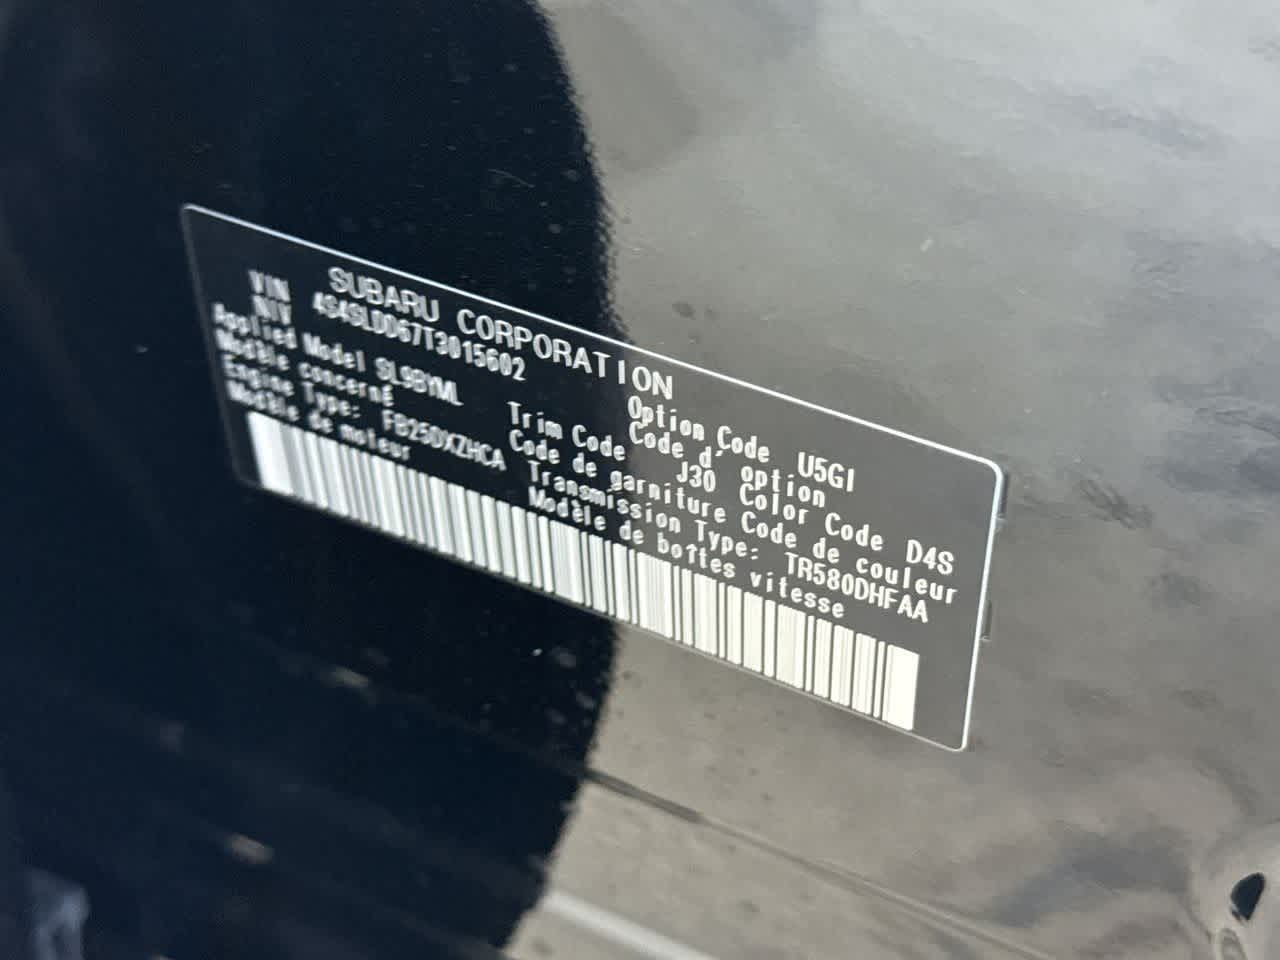 SUBARU CORPORATION
VIN
NIV 4S4SLDD67T3015602
Option Code U5GI
Code d' option
Applied Model SL9BYML
Modèle concerné
Trim Code J30
Code de garniture
Color Code D4S
Code de couleur
Engine Type: FB25DXZHCA
Modèle de moteur
Transmission Type: TR580DHFAA
Modèle de boîtes vitesse